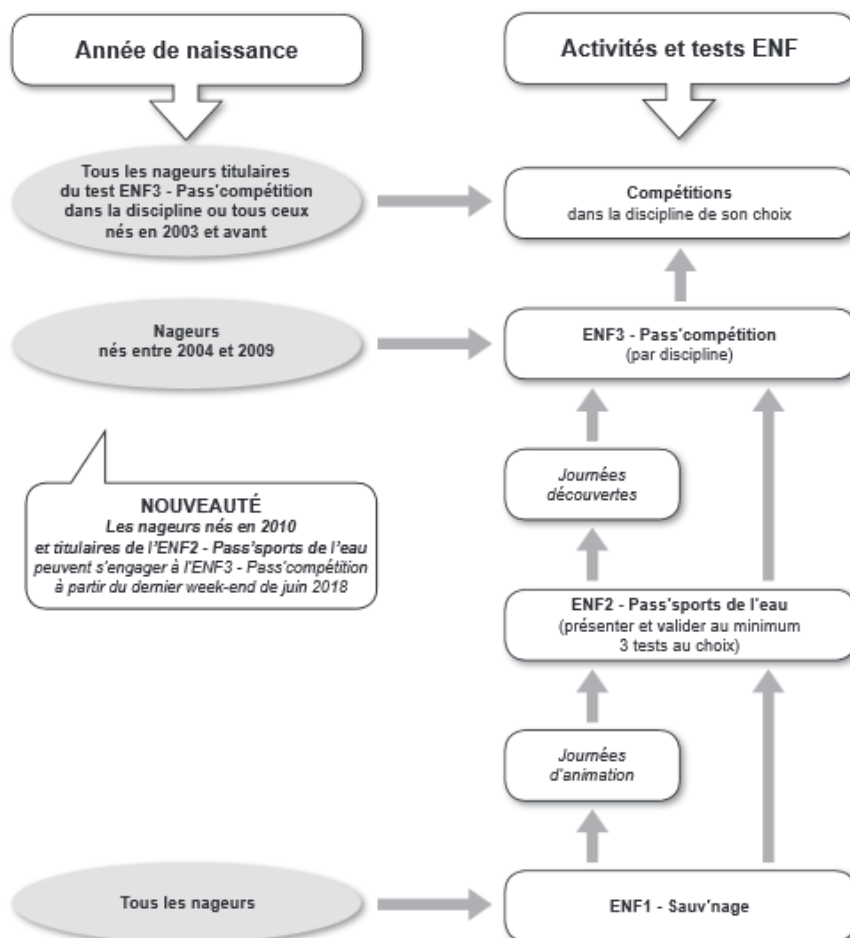 Année de naissance
Activités et tests ENF
Tous les nageurs titulaires
du test ENF3 - Pass'compétition
dans la discipline ou tous ceux
nés en 2003 et avant
Compétitions
dans la discipline de son choix
Nageurs
nés entre 2004 et 2009
ENF3 - Pass'compétition
(par discipline)
Journées
découvertes
NOUVEAUTÉ
Les nageurs nés en 2010
et titulaires de l'ENF2 - Pass'sports de l'eau
peuvent s'engager à l'ENF3 - Pass'compétition
à partir du dernier week-end de juin 2018
ENF2 - Pass'sports de l'eau
(présenter et valider au minimum
3 tests au choix)
Journées
d'animation
Tous les nageurs
ENF1 - Sauv'nage